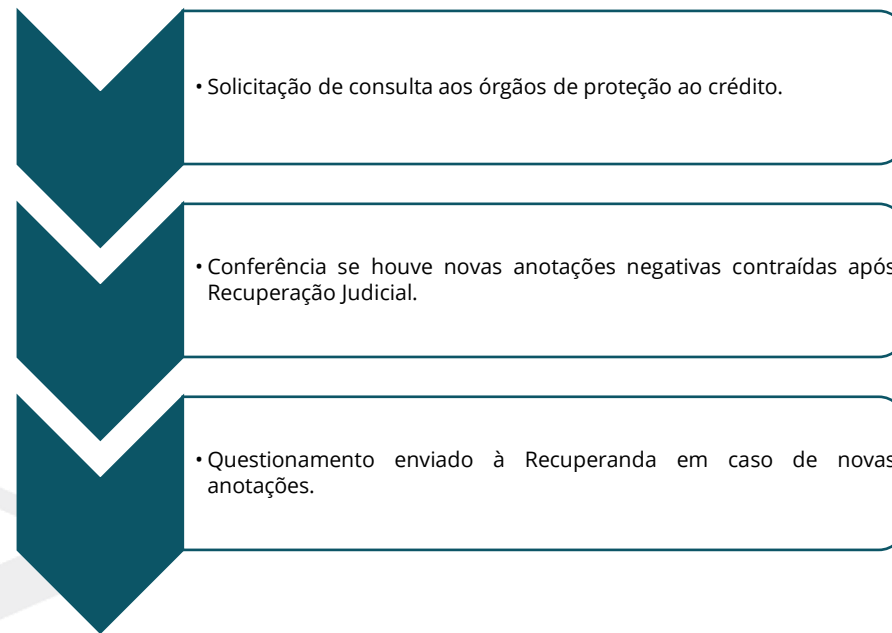 • Solicitação de consulta aos órgãos de proteção ao crédito.
• Conferência se houve novas anotações negativas contraídas após
Recuperação Judicial.
• Questionamento enviado à Recuperanda em caso de novas
anotações.